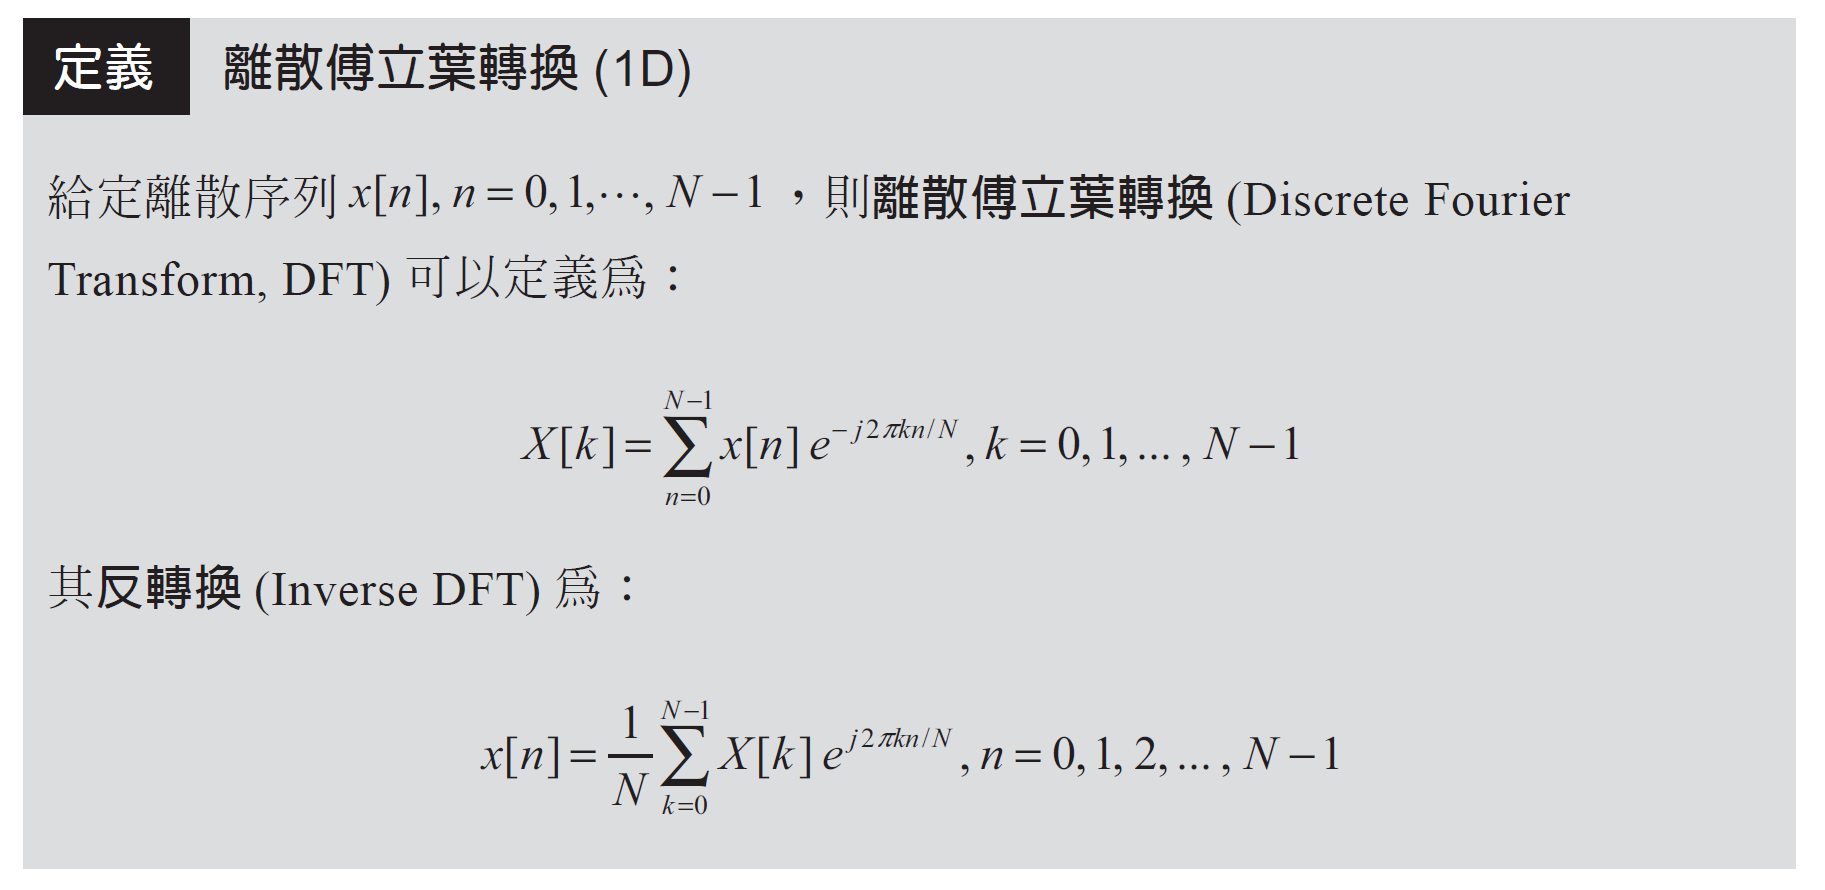 定義 離散傅立葉轉換 (1D)
給定離散序列 x[n], n = 0, 1,⋯, N − 1 ，則離散傅立葉轉換 (Discrete Fourier
Transform, DFT) 可以定義爲：
X[k] = ∑_{n=0}^{N−1} x[n] e^{−j2πkn/N}, k = 0, 1, ... , N − 1
其反轉換 (Inverse DFT) 爲：
x[n] = \frac{1}{N} ∑_{k=0}^{N−1} X[k] e^{j2πkn/N}, n = 0, 1, 2, ... , N − 1